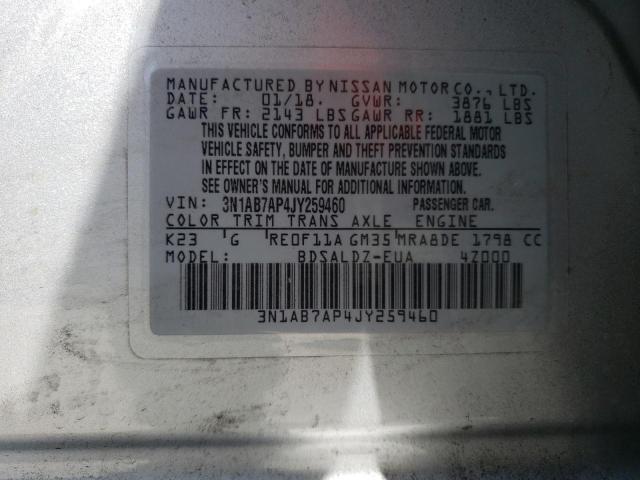 MANUFACTURED BY NISSAN MOTOR CO., LTD.
DATE: 01/18. GVWR: 3876 LBS
GAWR FR: 2143 LBS GAWR RR: 1881 LBS
THIS VEHICLE CONFORMS TO ALL APPLICABLE FEDERAL MOTOR
VEHICLE SAFETY, BUMPER AND THEFT PREVENTION STANDARDS
IN EFFECT ON THE DATE OF MANUFACTURE SHOWN ABOVE.
SEE OWNER'S MANUAL FOR ADDITIONAL INFORMATION
VIN: 3N1AB7AP4JY259460 PASSENGER CAR.
COLOR TRIM TRANS AXLE ENGINE
K23 G RE0F11A GM35 MRA8DE 1798 CC
MODEL: BDSALDZ-EUA 4Z000
3N1AB7AP4JY259460